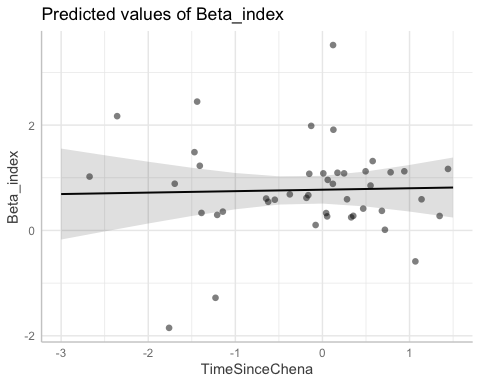 Predicted values of Beta_index
2
0
-2
Beta_index
-3
-2
-1
0
1
TimeSinceChena